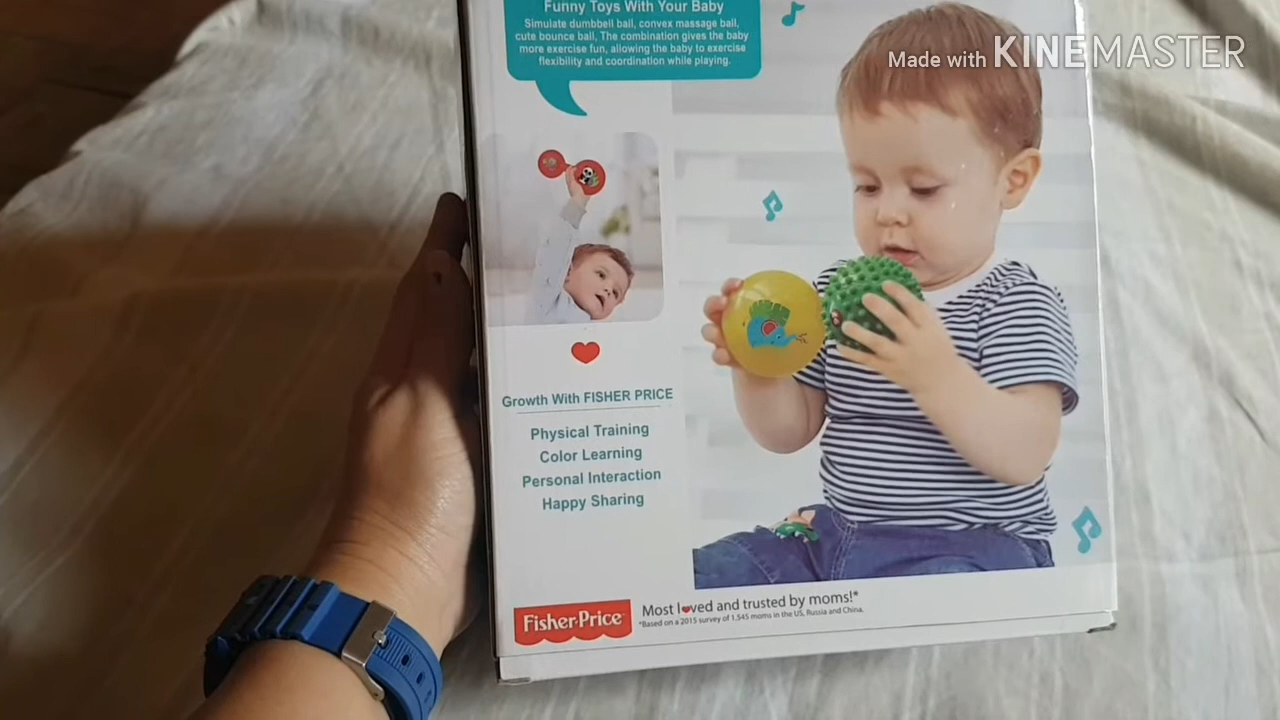 Funny Toys With Your Baby
Simulate dumbbell ball, convex massage ball,
cute bounce ball, The combination gives the baby
more exercise fun, allowing the baby to exercise
flexibility and coordination while playing.
Made with KINEMASTER
Growth With FISHER PRICE
Physical Training
Color Learning
Personal Interaction
Happy Sharing
Fisher-Price
Most loved and trusted by moms!*
*Based on a 2015 survey of 1,545 moms in the US, Russia and China.